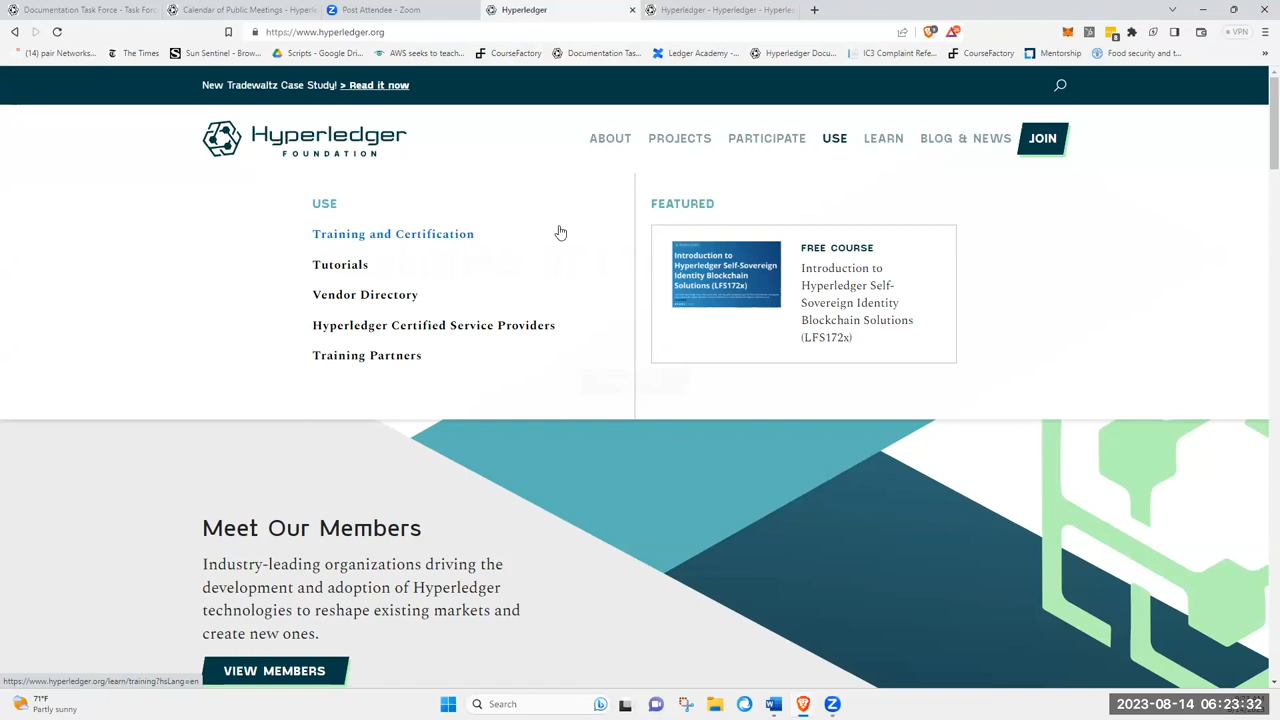 Documentation Task Force - Task Forc
Calendar of Public Meetings - Hyperle
Post Attendee - Zoom
Hyperledger
Hyperledger - Hyperledger - Hyperle
https://www.hyperledger.org
VPN
(14) pair Networks...
The Times
Sun Sentinel - Brow...
Scripts - Google Dri...
AWS seeks to teach...
CourseFactory
Documentation Tas...
Ledger Academy -...
Hyperledger Docu...
IC3 Complaint Refe...
CourseFactory
Mentorship
Food security and t...
»
New Tradewaltz Case Study! > Read it now
Hyperledger
FOUNDATION
ABOUT
PROJECTS
PARTICIPATE
USE
LEARN
BLOG & NEWS
JOIN
USE
Training and Certification
Tutorials
Vendor Directory
Hyperledger Certified Service Providers
Training Partners
FEATURED
Introduction to
Hyperledger Self-Sovereign
Identity Blockchain
Solutions (LFS172x)
FREE COURSE
Introduction to
Hyperledger Self-
Sovereign Identity
Blockchain Solutions
(LFS172x)
Meet Our Members
Industry-leading organizations driving the
development and adoption of Hyperledger
technologies to reshape existing markets and
create new ones.
VIEW MEMBERS
https://www.hyperledger.org/learn/training?hsLang=en
71°F
Partly sunny
Search
2023-08-14 06:23:32